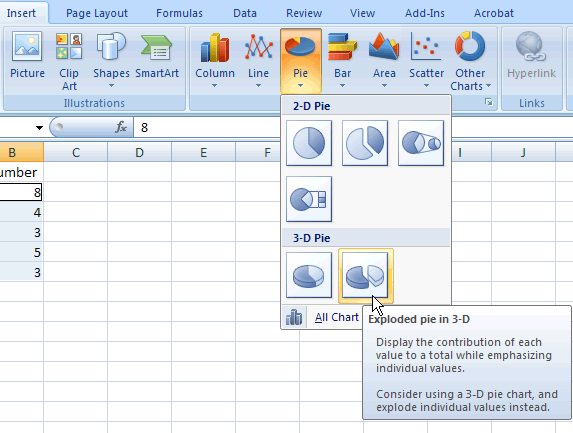 Insert Page Layout Formulas Data Review View Add-Ins Acrobat
Picture Clip Art Shapes SmartArt Column Line Pie Bar Area Scatter Other Charts Hyperlink
Illustrations Links
fx 8
2-D Pie
B C D E F I J
umber
8
4
3
5
3
3-D Pie
All Chart
Exploded pie in 3-D
Display the contribution of each
value to a total while emphasizing
individual values.
Consider using a 3-D pie chart, and
explode individual values instead.